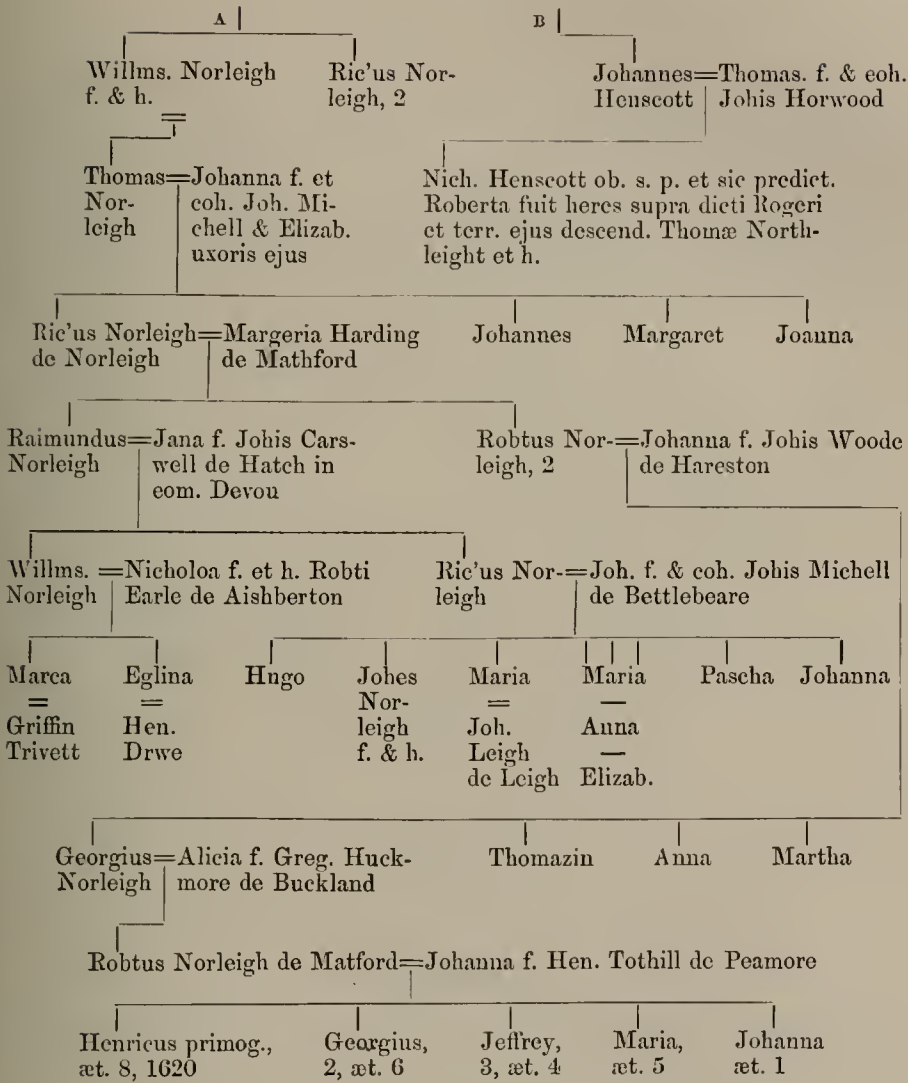 A B
Willms. Norleigh
f. & h.
Ric'us Nor-
leigh, 2
Johannes=Thomas. f. & coh.
Henscott Johis Horwood
=
Thomas=Johanna f. et
Nor- coh. Joh. Mi-
leigh chell & Elizab.
uxoris ejus
Nich. Henscott ob. s. p. et sic predict.
Roberta fuit heres supra dicti Rogeri
et terr. ejus descend. Thomæ North-
leight et h.
Ric'us Norleigh=Margeria Harding
de Norleigh de Mathford
Johannes Margaret Joanna
Raimundus=Jana f. Johis Cars-
Norleigh well de Hatch in
com. Devou
Robtus Nor-=Johanna f. Johis Woode
leigh, 2 de Hareston
Willms. =Nicholoa f. et h. Robti
Norleigh Earle de Aishberton
Ric'us Nor-=Joh. f. & coh. Johis Michell
leigh de Bettlebeare
Marca
=
Griffin
Trivett
Eglina
=
Hen.
Drwe
Hugo
Johes
Nor-
leigh
f. & h.
Maria
=
Joh.
Leigh
de Leigh
Maria
—
Anna
—
Elizab.
Pascha
Johanna
Georgius=Alicia f. Greg. Huck-
Norleigh more de Buckland
Thomazin Anna Martha
Robtus Norleigh de Matford=Johanna f. Hen. Tothill de Peamore
Henricus primog.,
æt. 8, 1620
Georgius,
2, æt. 6
Jeffrey,
3, æt. 4
Maria,
æt. 5
Johanna
æt. 1